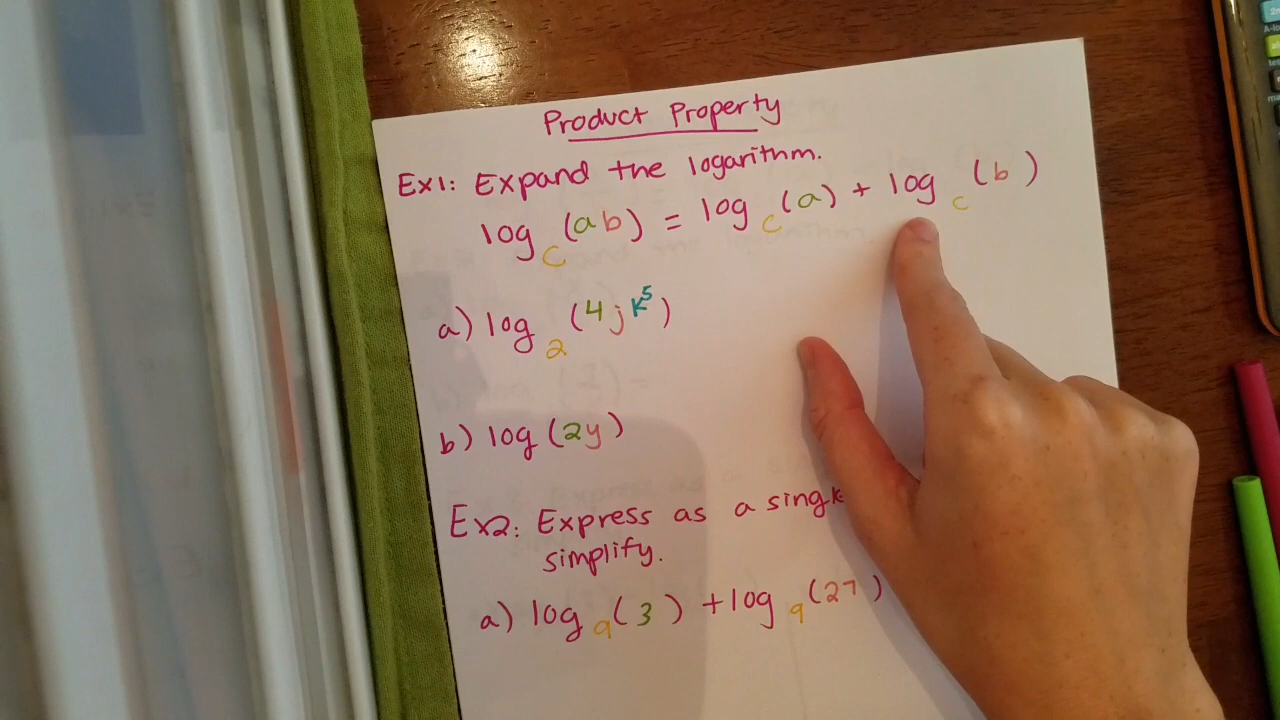 Product Property
Ex1: Expand the logarithm.
log c (ab) = log c (a) + log c (b)
a) log 2 (4jk⁵)
b) log (2y)
Ex2: Express as a
simplify.
a) log 9 (3) + log 9 (27)